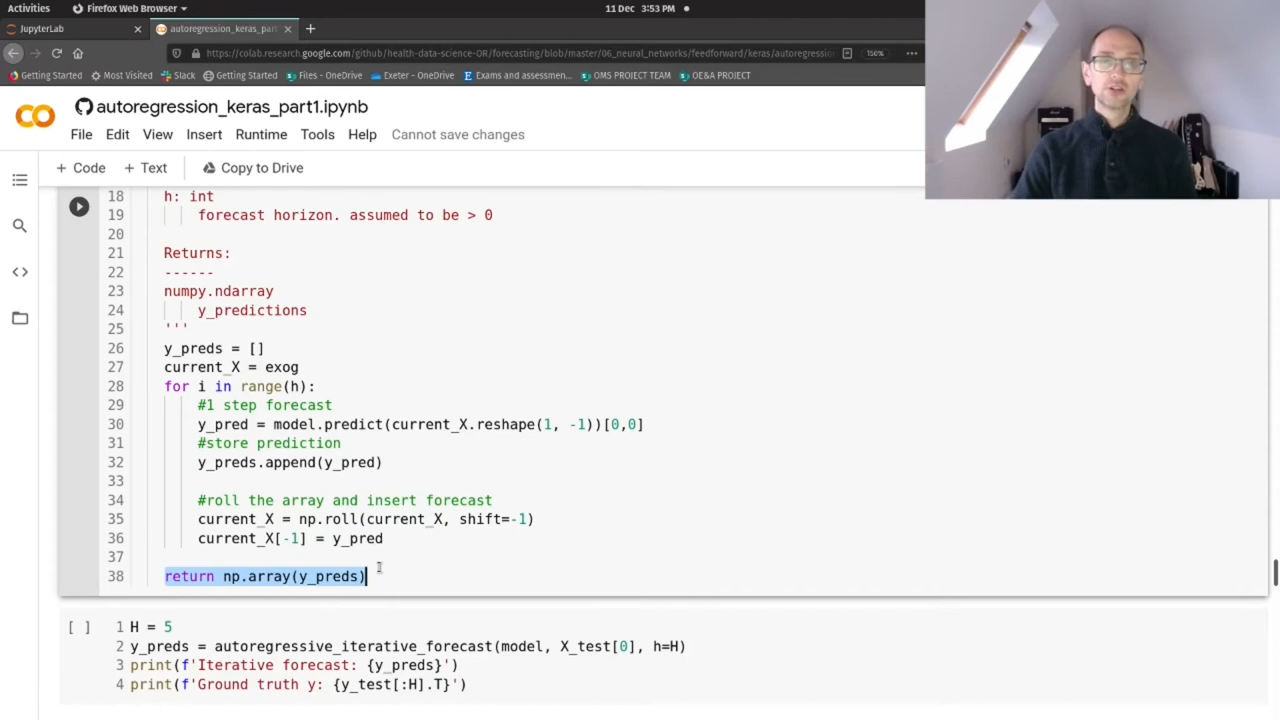 Activities
Firefox Web Browser
11 Dec 3:53 PM
JupyterLab
autoregression_keras_part
https://colab.research.google.com/github/health-data-science-OR/forecasting/blob/master/06_neural_networks/feedforward/keras/autoregression
150%
Getting Started
Most Visited
Slack
Getting Started
Files - OneDrive
Exeter - OneDrive
Exams and assessmen...
OMS PROJECT TEAM
OE&A PROJECT
autoregression_keras_part1.ipynb
File Edit View Insert Runtime Tools Help Cannot save changes
+ Code + Text Copy to Drive
18 h: int
19 forecast horizon. assumed to be > 0
20
21 Returns:
22 ------
23 numpy.ndarray
24 y_predictions
25 '''
26 y_preds = []
27 current_X = exog
28 for i in range(h):
29 #1 step forecast
30 y_pred = model.predict(current_X.reshape(1, -1))[0,0]
31 #store prediction
32 y_preds.append(y_pred)
33
34 #roll the array and insert forecast
35 current_X = np.roll(current_X, shift=-1)
36 current_X[-1] = y_pred
37
38 return np.array(y_preds)
[ ] 1 H = 5
2 y_preds = autoregressive_iterative_forecast(model, X_test[0], h=H)
3 print(f'Iterative forecast: {y_preds}')
4 print(f'Ground truth y: {y_test[:H].T}')